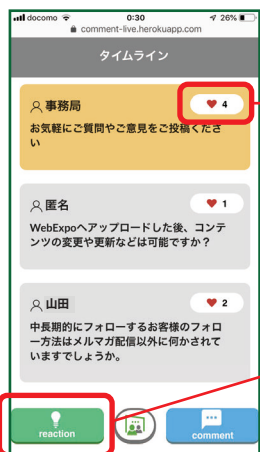 docomo 0:30 26%
comment-live.herokuapp.com
タイムライン
事務局 4
お気軽にご質問やご意見をご投稿くださ
い
匿名 1
WebExpoへアップロードした後、コンテ
ンツの変更や更新などは可能ですか？
山田 2
中長期的にフォローするお客様のフォロ
ー方法はメルマガ配信以外に何かされて
いますでしょうか。
reaction comment